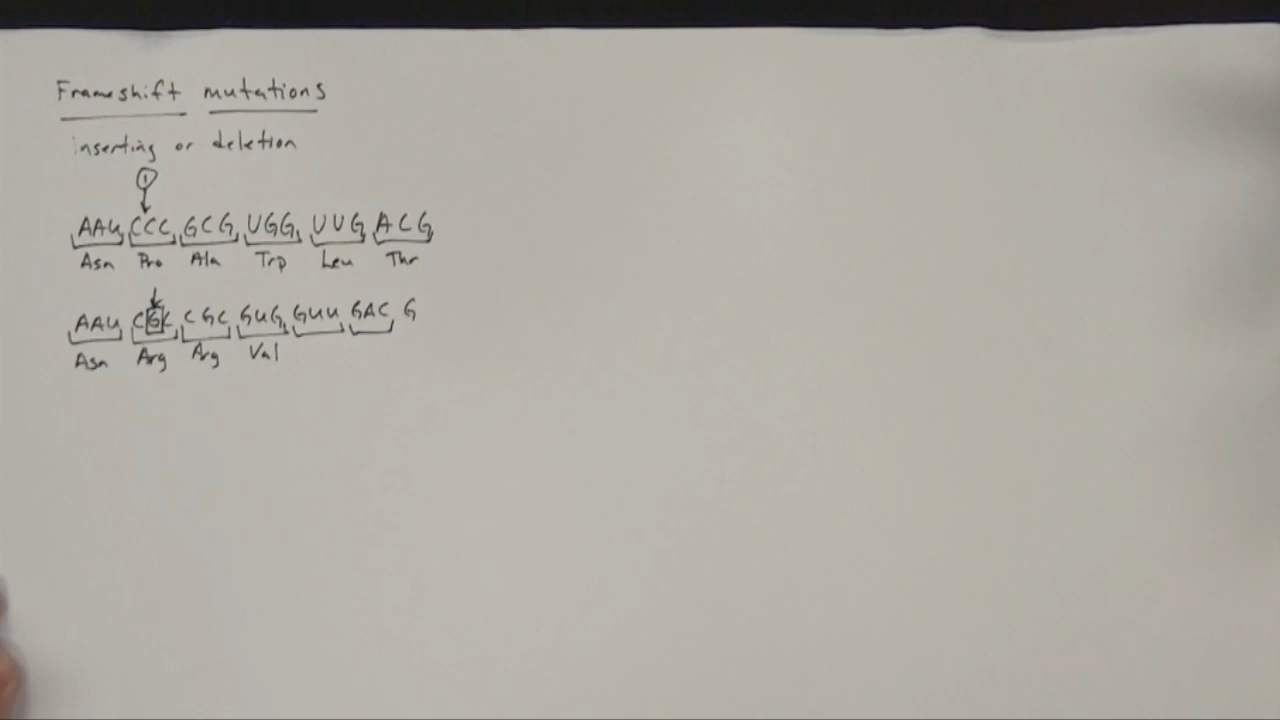 Frameshift mutations
inserting or deletion
1
AAU CCC GCG UGG UUG ACG
Asn Pro Ala Trp Leu Thr
AAU CGC CGC GUG GUU GAC G
Asn Arg Arg Val